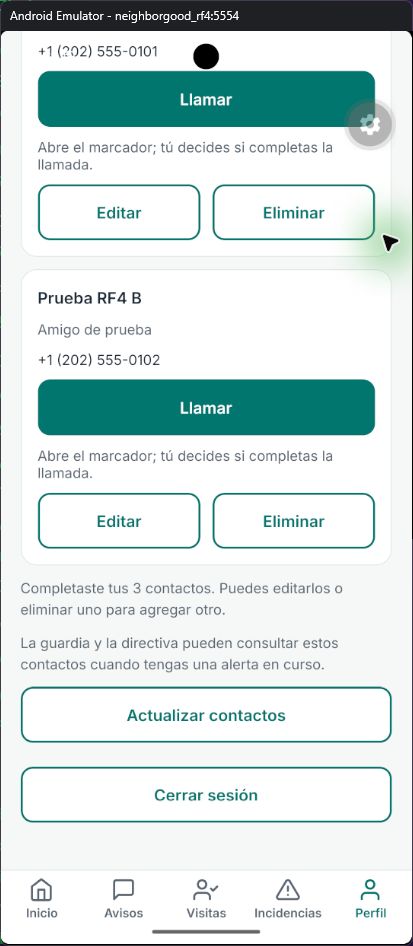 Android Emulator - neighborgood_rf4:5554
+1 (202) 555-0101
Llamar
Abre el marcador; tú decides si completas la
llamada.
Editar
Eliminar
Prueba RF4 B
Amigo de prueba
+1 (202) 555-0102
Llamar
Abre el marcador; tú decides si completas la
llamada.
Editar
Eliminar
Completaste tus 3 contactos. Puedes editarlos o
eliminar uno para agregar otro.
La guardia y la directiva pueden consultar estos
contactos cuando tengas una alerta en curso.
Actualizar contactos
Cerrar sesión
Inicio
Avisos
Visitas
Incidencias
Perfil